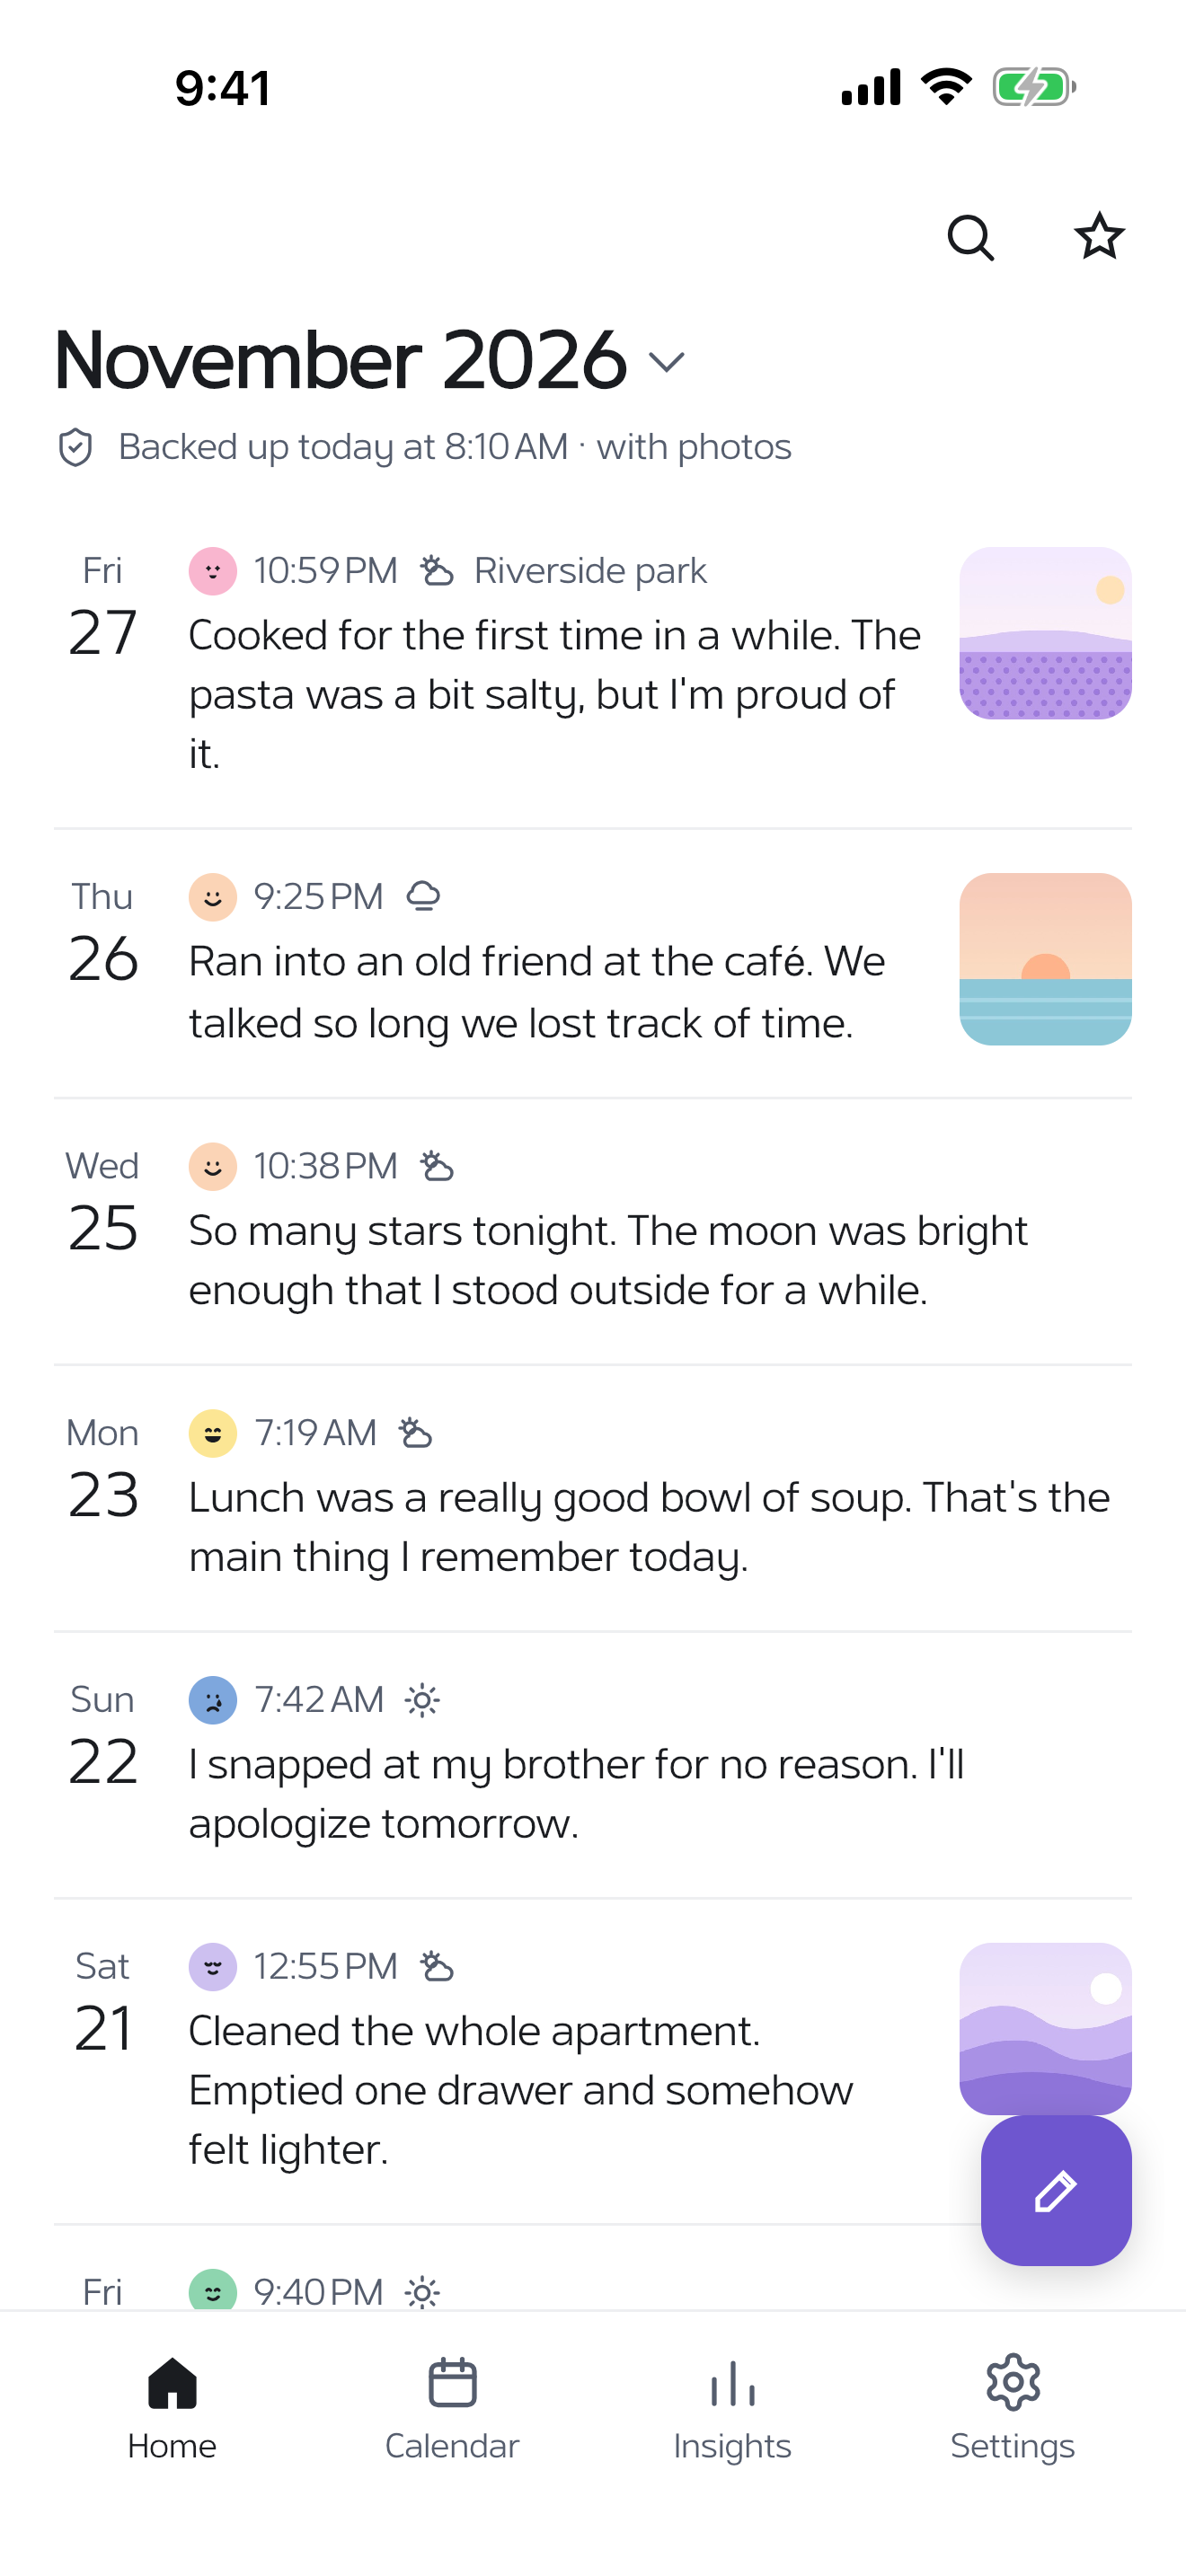 9:41
November 2026
Backed up today at 8:10 AM · with photos
Fri
27
10:59 PM Riverside park
Cooked for the first time in a while. The
pasta was a bit salty, but I'm proud of
it.
Thu
26
9:25 PM
Ran into an old friend at the café. We
talked so long we lost track of time.
Wed
25
10:38 PM
So many stars tonight. The moon was bright
enough that I stood outside for a while.
Mon
23
7:19 AM
Lunch was a really good bowl of soup. That's the
main thing I remember today.
Sun
22
7:42 AM
I snapped at my brother for no reason. I'll
apologize tomorrow.
Sat
21
12:55 PM
Cleaned the whole apartment.
Emptied one drawer and somehow
felt lighter.
Fri
9:40 PM
Home
Calendar
Insights
Settings